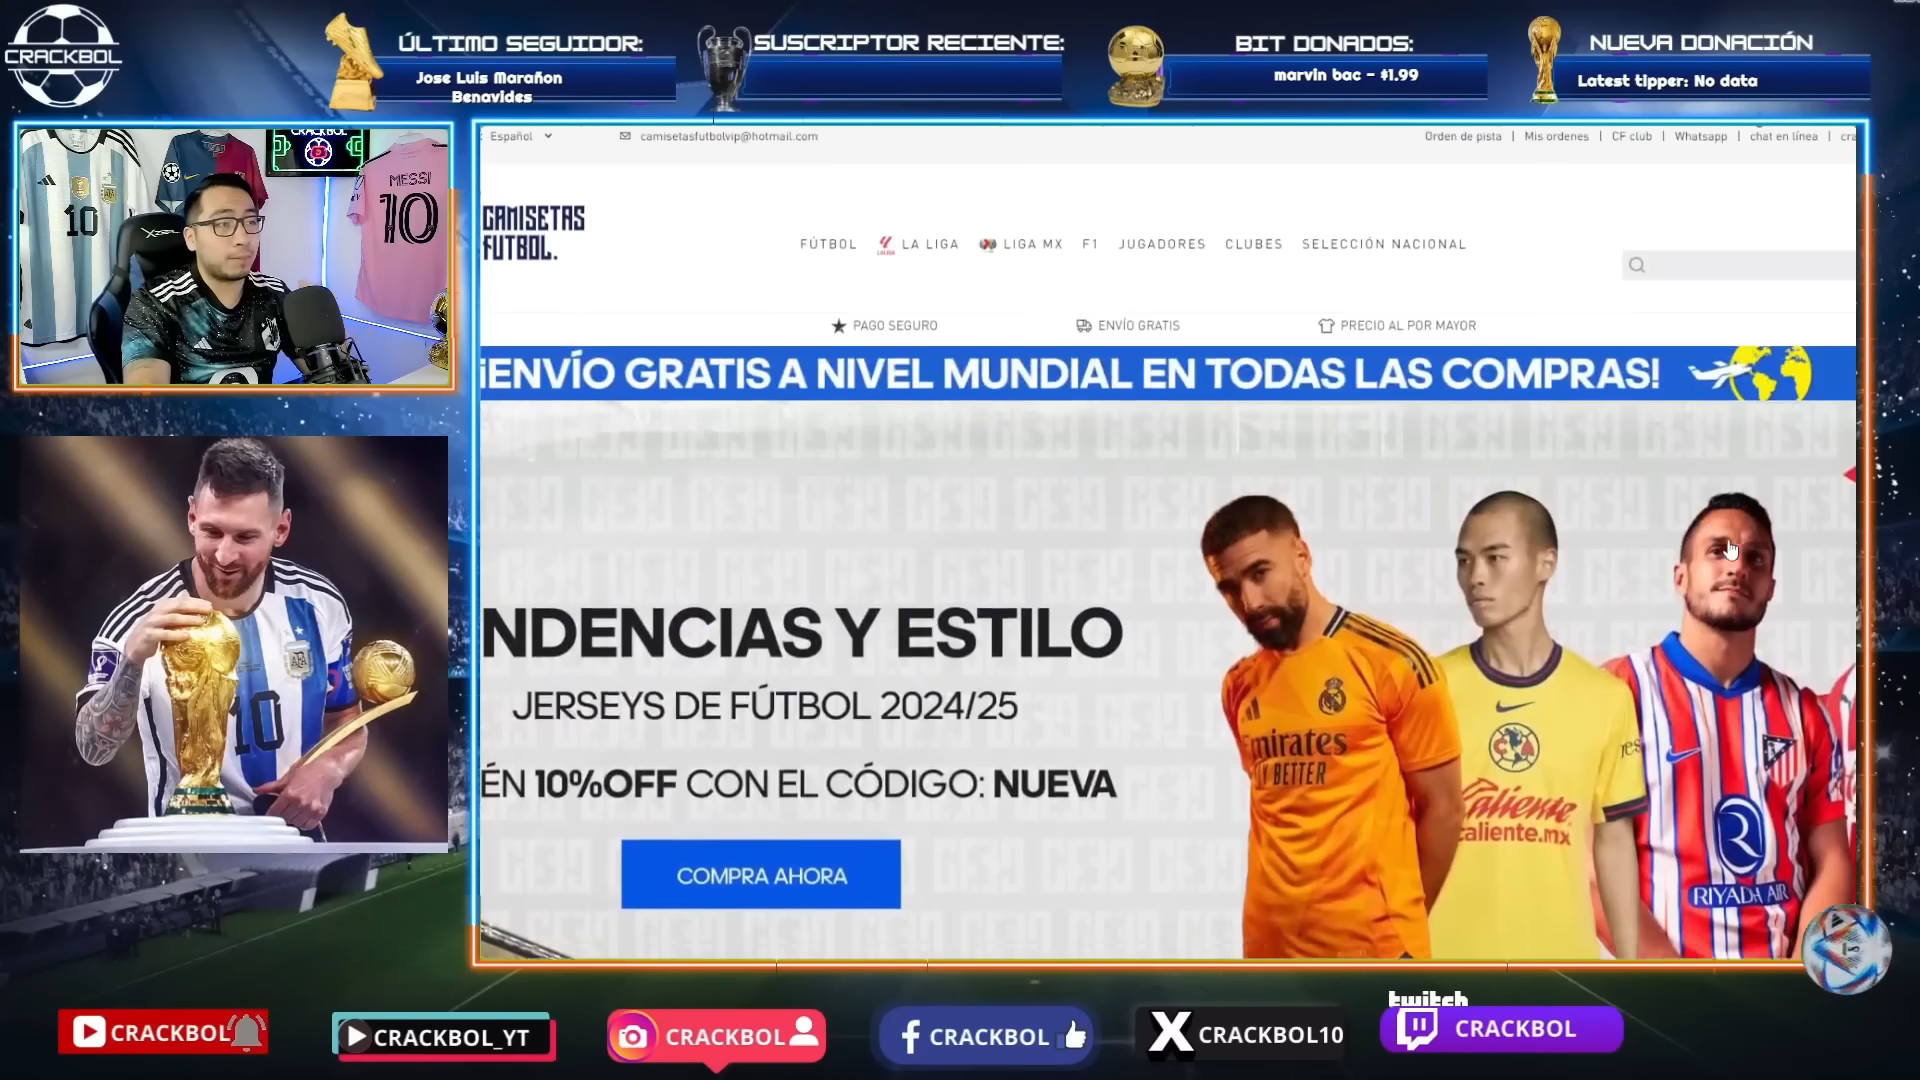 CRACKBOL
ÚLTIMO SEGUIDOR:
Jose Luis Marañon
Benavides
SUSCRIPTOR RECIENTE:
BIT DONADOS:
marvin bac - $1.99
NUEVA DONACIÓN
Latest tipper: No data
CRACKBOL
MESSI
10
10
Español
camisetasfutbolvip@hotmail.com
Orden de pista | Mis ordenes | CF club | Whatsapp | chat en línea | cra
CAMISETAS
FUTBOL.
FÚTBOL LA LIGA LIGA MX F1 JUGADORES CLUBES SELECCIÓN NACIONAL
PAGO SEGURO
ENVÍO GRATIS
PRECIO AL POR MAYOR
¡ENVÍO GRATIS A NIVEL MUNDIAL EN TODAS LAS COMPRAS!
NDENCIAS Y ESTILO
JERSEYS DE FÚTBOL 2024/25
ÉN 10%OFF CON EL CÓDIGO: NUEVA
COMPRA AHORA
Emirates
FLY BETTER
Caliente
caliente.mx
RIYADH AIR
AFA
10
CRACKBOL
CRACKBOL_YT
CRACKBOL
CRACKBOL
CRACKBOL10
twitch
CRACKBOL